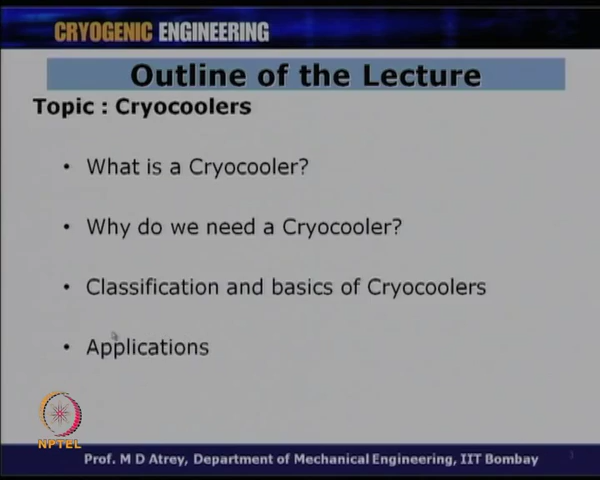 CRYOGENIC ENGINEERING
Outline of the Lecture
Topic : Cryocoolers
• What is a Cryocooler?
• Why do we need a Cryocooler?
• Classification and basics of Cryocoolers
• Applications
NPTEL
Prof. M D Atrey, Department of Mechanical Engineering, IIT Bombay